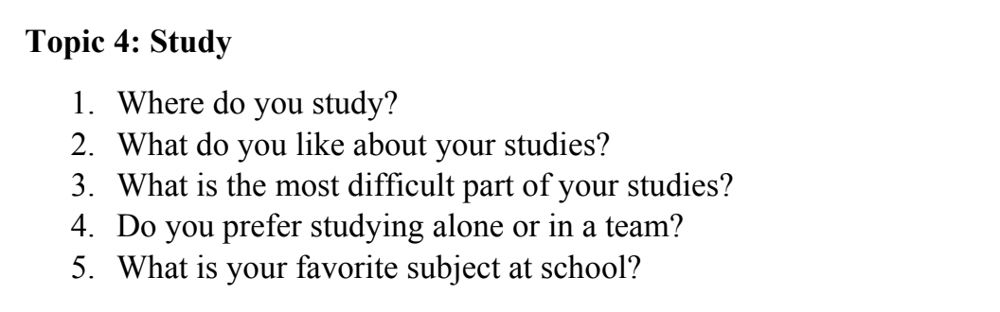 Topic 4: Study
1. Where do you study?
2. What do you like about your studies?
3. What is the most difficult part of your studies?
4. Do you prefer studying alone or in a team?
5. What is your favorite subject at school?